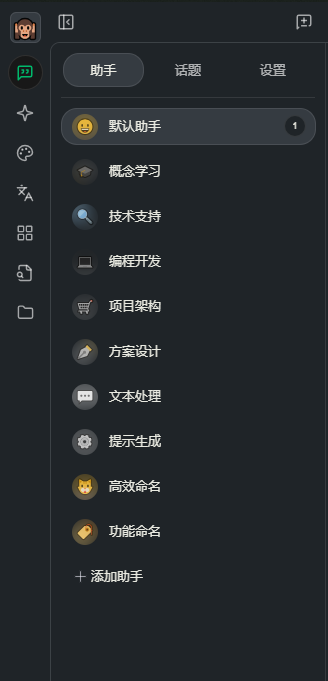 助手 话题 设置
默认助手 1
概念学习
技术支持
编程开发
项目架构
方案设计
文本处理
提示生成
高效命名
功能命名
+ 添加助手